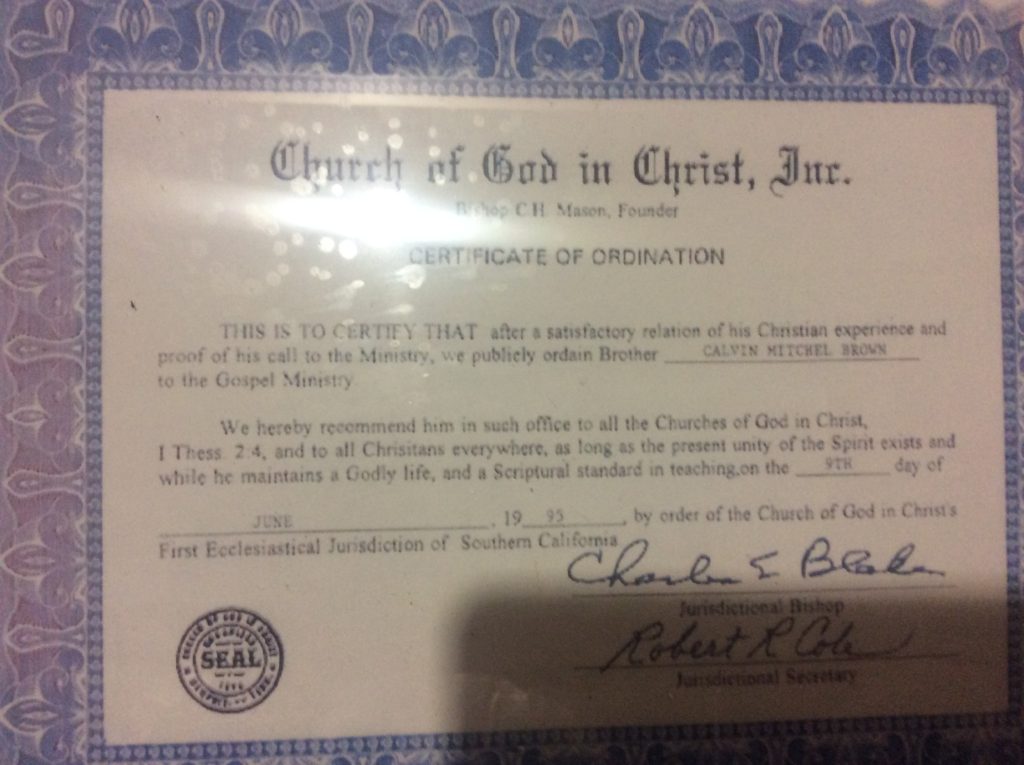 Church of God in Christ, Inc.
Bishop C.H. Mason, Founder
CERTIFICATE OF ORDINATION
THIS IS TO CERTIFY THAT after a satisfactory relation of his Christian experience and
proof of his call to the Ministry, we publicly ordain Brother CALVIN MITCHEL BROWN
to the Gospel Ministry
We hereby recommend him in such office to all the Churches of God in Christ,
I Thess. 2:4, and to all Chrisitans everywhere, as long as the present unity of the Spirit exists and
while he maintains a Godly life, and a Scriptural standard in teaching,on the 9TH day of
JUNE, 19 95, by order of the Church of God in Christ's
First Ecclesiastical Jurisdiction of Southern California
Charles E Blake
Jurisdictional Bishop
Robert R Cole
Jurisdictional Secretary
CHURCH OF GOD IN CHRIST
SEAL